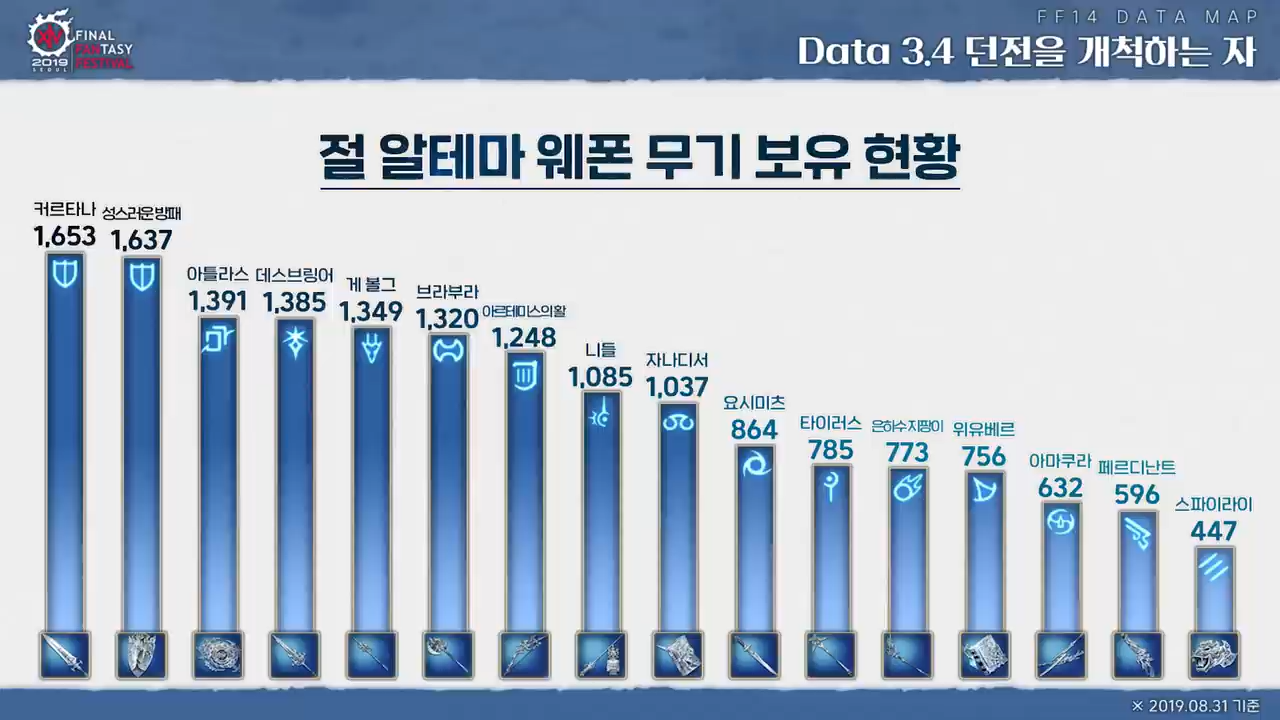 FINAL
FANTASY
FESTIVAL
XIV
2019
SEOUL
FF14 DATA MAP
Data 3.4 던전을 개척하는 자
절 알테마 웨폰 무기 보유 현황
커르타나
1,653
성스러운 방패
1,637
아틀라스
1,391
데스브링어
1,385
게 볼그
1,349
브라부라
1,320
아르테미스의 활
1,248
니들
1,085
자나디서
1,037
요시미츠
864
타이러스
785
은하수 지팡이
773
위유베르
756
아마쿠라
632
페르디난트
596
스파이라이
447
× 2019.08.31 기준